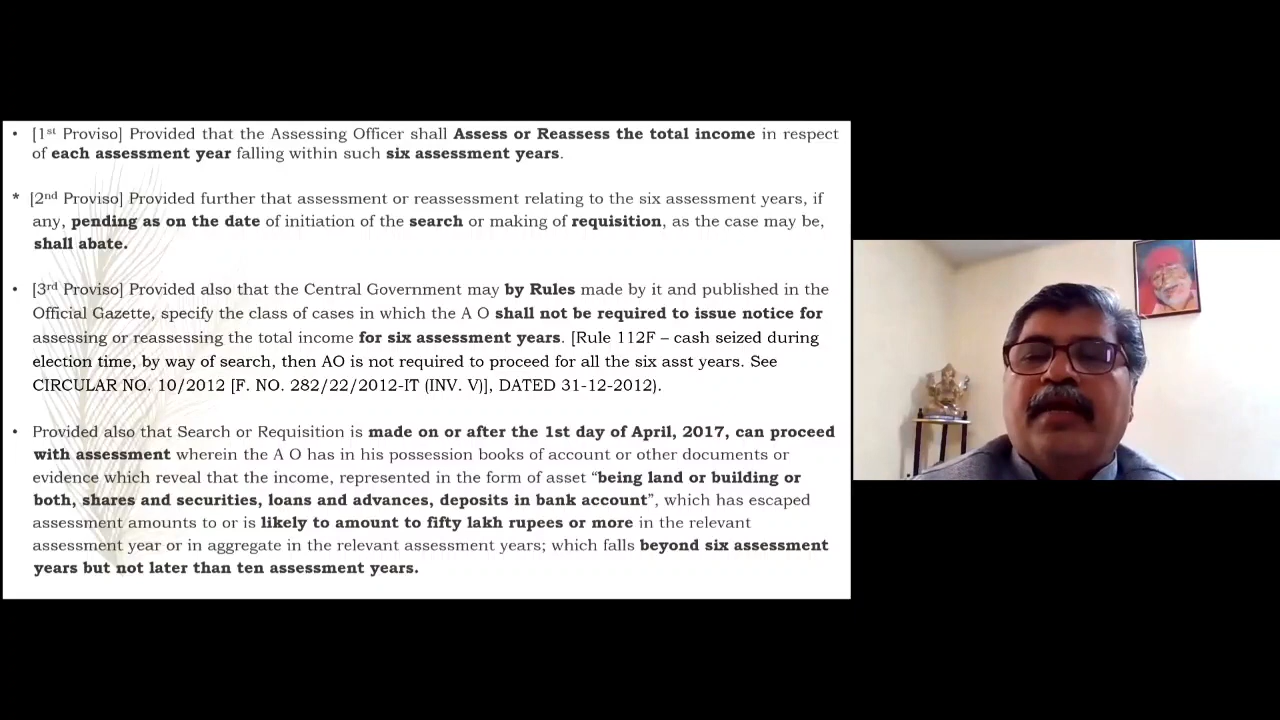 • [1st Proviso] Provided that the Assessing Officer shall Assess or Reassess the total income in respect
of each assessment year falling within such six assessment years.
* [2nd Proviso] Provided further that assessment or reassessment relating to the six assessment years, if
any, pending as on the date of initiation of the search or making of requisition, as the case may be,
shall abate.
• [3rd Proviso] Provided also that the Central Government may by Rules made by it and published in the
Official Gazette, specify the class of cases in which the A O shall not be required to issue notice for
assessing or reassessing the total income for six assessment years. [Rule 112F – cash seized during
election time, by way of search, then AO is not required to proceed for all the six asst years. See
CIRCULAR NO. 10/2012 [F. NO. 282/22/2012-IT (INV. V)], DATED 31-12-2012).
• Provided also that Search or Requisition is made on or after the 1st day of April, 2017, can proceed
with assessment wherein the A O has in his possession books of account or other documents or
evidence which reveal that the income, represented in the form of asset “being land or building or
both, shares and securities, loans and advances, deposits in bank account”, which has escaped
assessment amounts to or is likely to amount to fifty lakh rupees or more in the relevant
assessment year or in aggregate in the relevant assessment years; which falls beyond six assessment
years but not later than ten assessment years.